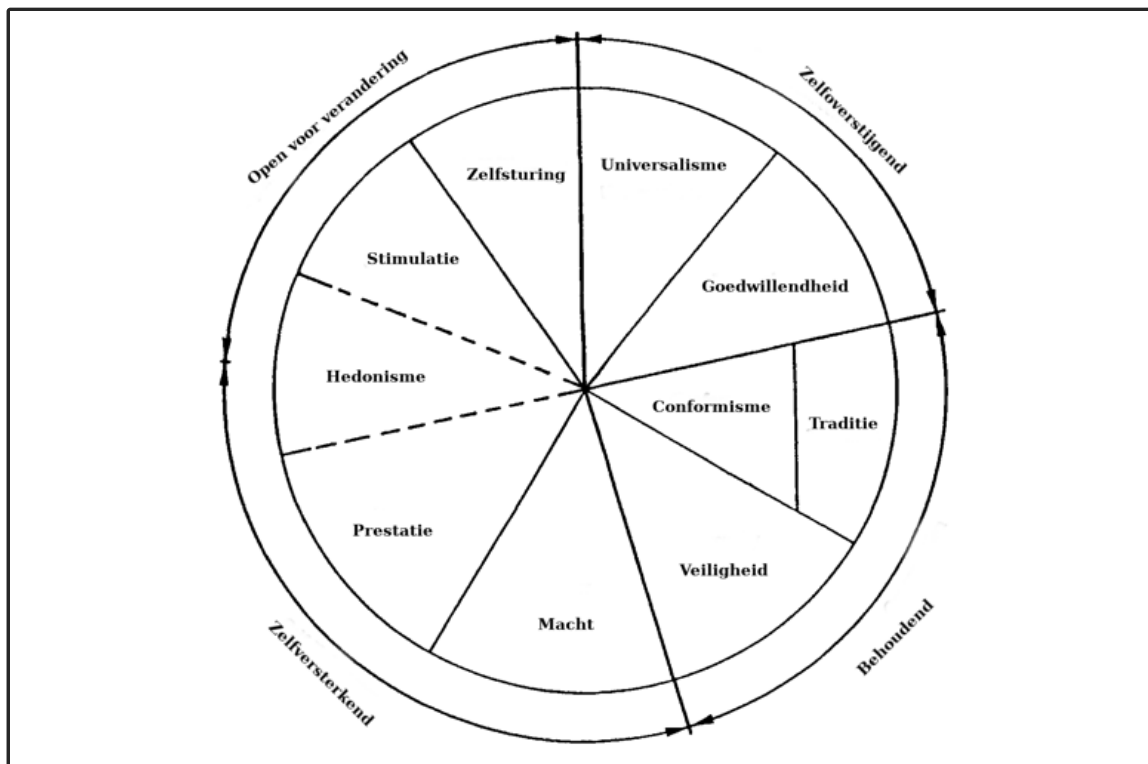 Open voor verandering
Zelfoverstijgend
Zelfsturing
Universalisme
Stimulatie
Goedwillendheid
Hedonisme
Conformisme
Traditie
Prestatie
Veiligheid
Macht
Zelfversterkend
Behoudend